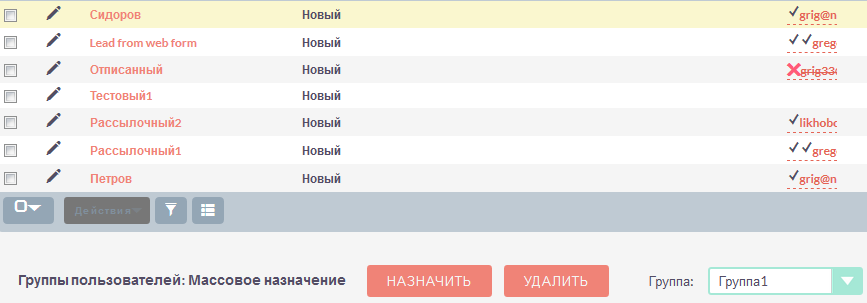 Сидоров Новый grig@n
Lead from web form Новый greg
Отписанный Новый grig33
Тестовый1 Новый
Рассылочный2 Новый likhobo
Рассылочный1 Новый greg
Петров Новый grig@n
Действия
Группы пользователей: Массовое назначение НАЗНАЧИТЬ УДАЛИТЬ Группа: Группа1